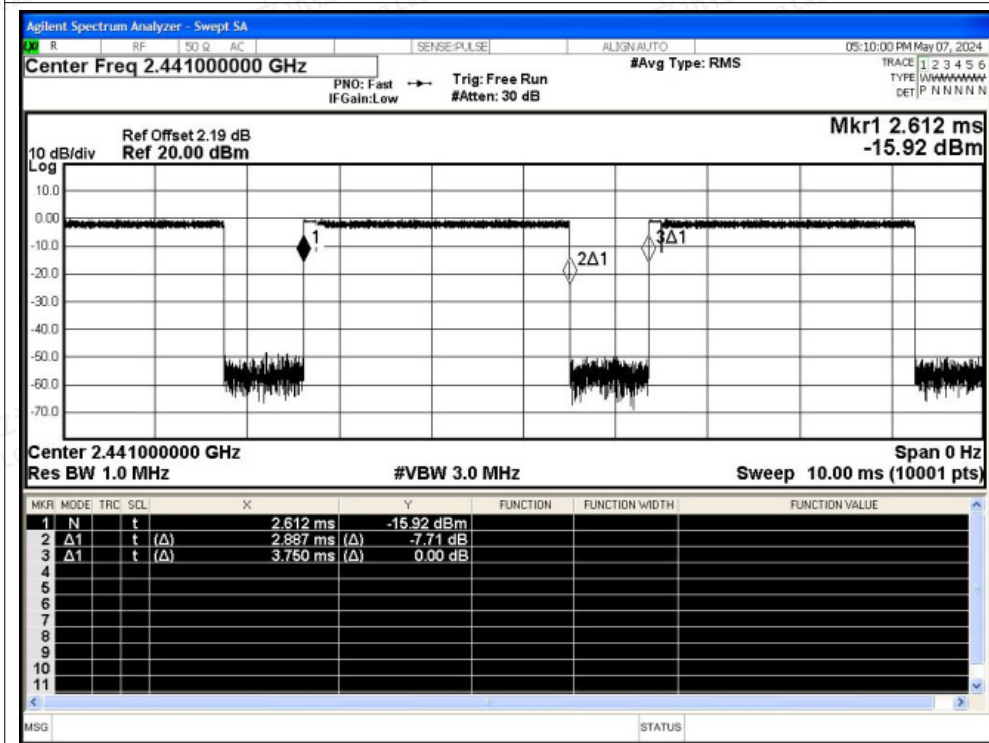 Agilent Spectrum Analyzer - Swept SA
LXI R RF 50 Ω AC SENSE:PULSE ALIGN AUTO 05:10:00 PM May 07, 2024
Center Freq 2.441000000 GHz #Avg Type: RMS TRACE 1 2 3 4 5 6
PNO: Fast Trig: Free Run TYPE WWWWWW
IFGain:Low #Atten: 30 dB DET P N N N N N
Mkr1 2.612 ms
-15.92 dBm
Ref Offset 2.19 dB
10 dB/div Ref 20.00 dBm
Log
10.0
0.00
-10.0
-20.0
-30.0
-40.0
-50.0
-60.0
-70.0
1
2Δ1
3Δ1
Center 2.441000000 GHz Span 0 Hz
Res BW 1.0 MHz #VBW 3.0 MHz Sweep 10.00 ms (10001 pts)
MKR MODE TRC SCL X Y FUNCTION FUNCTION WIDTH FUNCTION VALUE
1 N t 2.612 ms -15.92 dBm
2 Δ1 t (Δ) 2.887 ms (Δ) -7.71 dB
3 Δ1 t (Δ) 3.750 ms (Δ) 0.00 dB
4
5
6
7
8
9
10
11
MSG STATUS